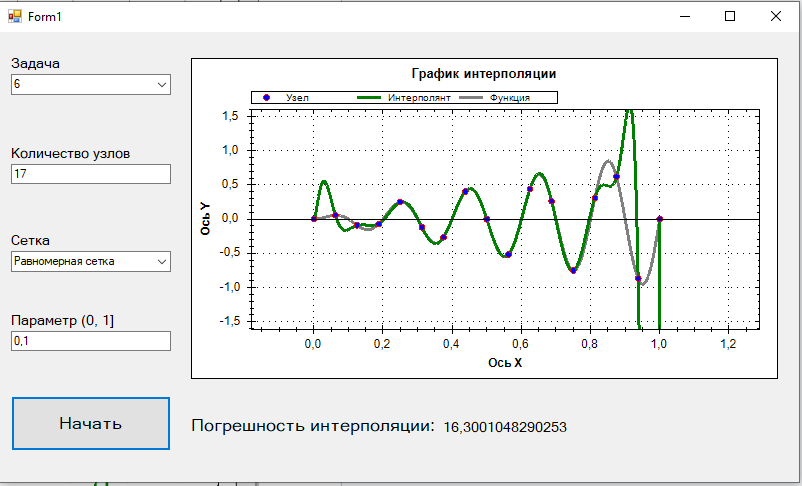 Form1
Задача
6
Количество узлов
17
Сетка
Равномерная сетка
Параметр (0, 1]
0,1
Начать
График интерполяции
Узел Интерполянт Функция
1,5
1,0
0,5
0,0
-0,5
-1,0
-1,5
Ось Y
0,0 0,2 0,4 0,6 0,8 1,0 1,2
Ось X
Погрешность интерполяции: 16,3001048290253